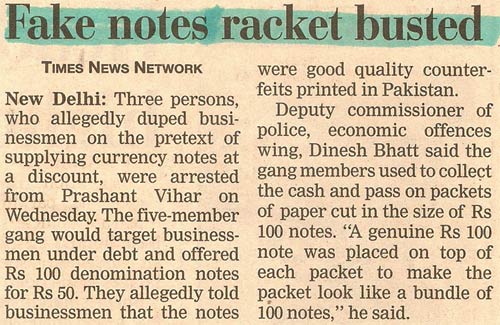 Fake notes racket busted
TIMES NEWS NETWORK
New Delhi: Three persons,
who allegedly duped busi-
nessmen on the pretext of
supplying currency notes at
a discount, were arrested
from Prashant Vihar on
Wednesday. The five-member
gang would target business-
men under debt and offered
Rs 100 denomination notes
for Rs 50. They allegedly told
businessmen that the notes
were good quality counter-
feits printed in Pakistan.
Deputy commissioner of
police, economic offences
wing, Dinesh Bhatt said the
gang members used to collect
the cash and pass on packets
of paper cut in the size of Rs
100 notes. “A genuine Rs 100
note was placed on top of
each packet to make the
packet look like a bundle of
100 notes,” he said.